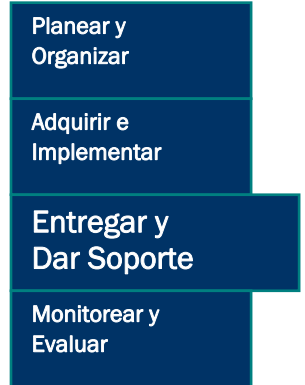 Planear y
Organizar
Adquirir e
Implementar
Entregar y
Dar Soporte
Monitorear y
Evaluar